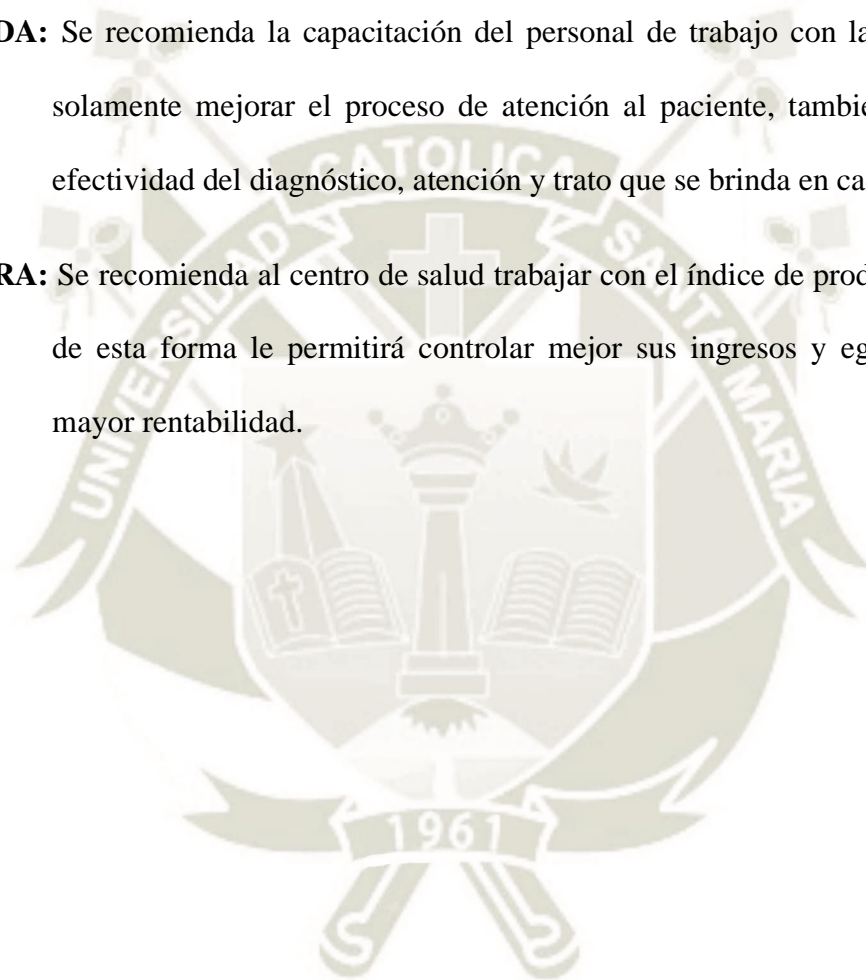 DA: Se recomienda la capacitación del personal de trabajo con la
solamente mejorar el proceso de atención al paciente, tambié
efectividad del diagnóstico, atención y trato que se brinda en ca
RA: Se recomienda al centro de salud trabajar con el índice de prod
de esta forma le permitirá controlar mejor sus ingresos y eg
mayor rentabilidad.
UNIVERSIDAD CATOLICA SANTA MARIA
1961